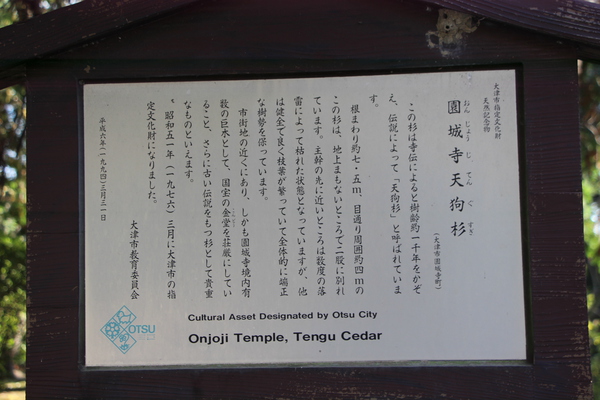 大津市指定文化財
天然記念物
おんじょうじてんぐすぎ
園城寺天狗杉
(大津市園城寺町)
この杉は寺伝によると樹齢約一千年をかぞ
え、伝説によって「天狗杉」と呼ばれていま
す。
根まわり約七・五m、目通り周囲約四mの
この杉は、地上まもないところで二股に別れ
ています。主幹の先に近いところは数度の落
雷によって枯れた状態となっていますが、他
は健全で良く枝葉が繁っていて全体的に端正
な樹勢を保っています。
市街地の近くにあり、しかも園城寺境内有
数の巨木として、国宝の金堂を荘厳にしてい
ること、さらに古い伝説をもつ杉として貴重
なものといえます。
昭和五一年(一九七六)三月に大津市の指
定文化財になりました。
大津市教育委員会
平成六年(一九九四)三月三一日
OTSU
Cultural Asset Designated by Otsu City
Onjoji Temple, Tengu Cedar